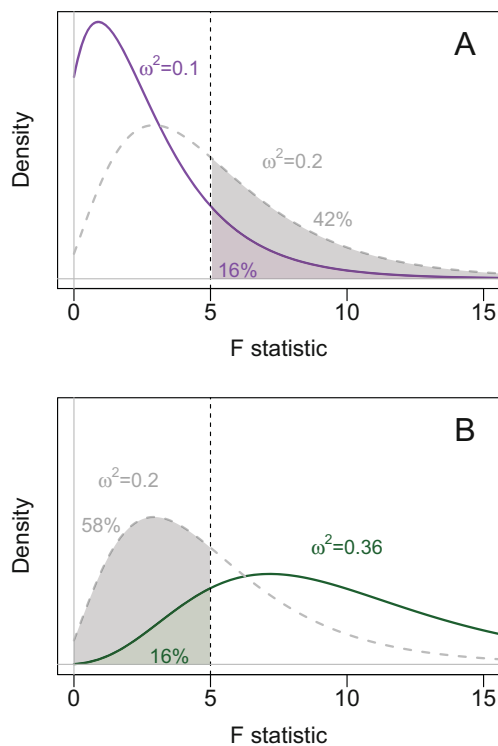 A
ω²=0.1
ω²=0.2
42%
16%
Density
0 5 10 15
F statistic
B
ω²=0.2
58%
ω²=0.36
16%
Density
0 5 10 15
F statistic